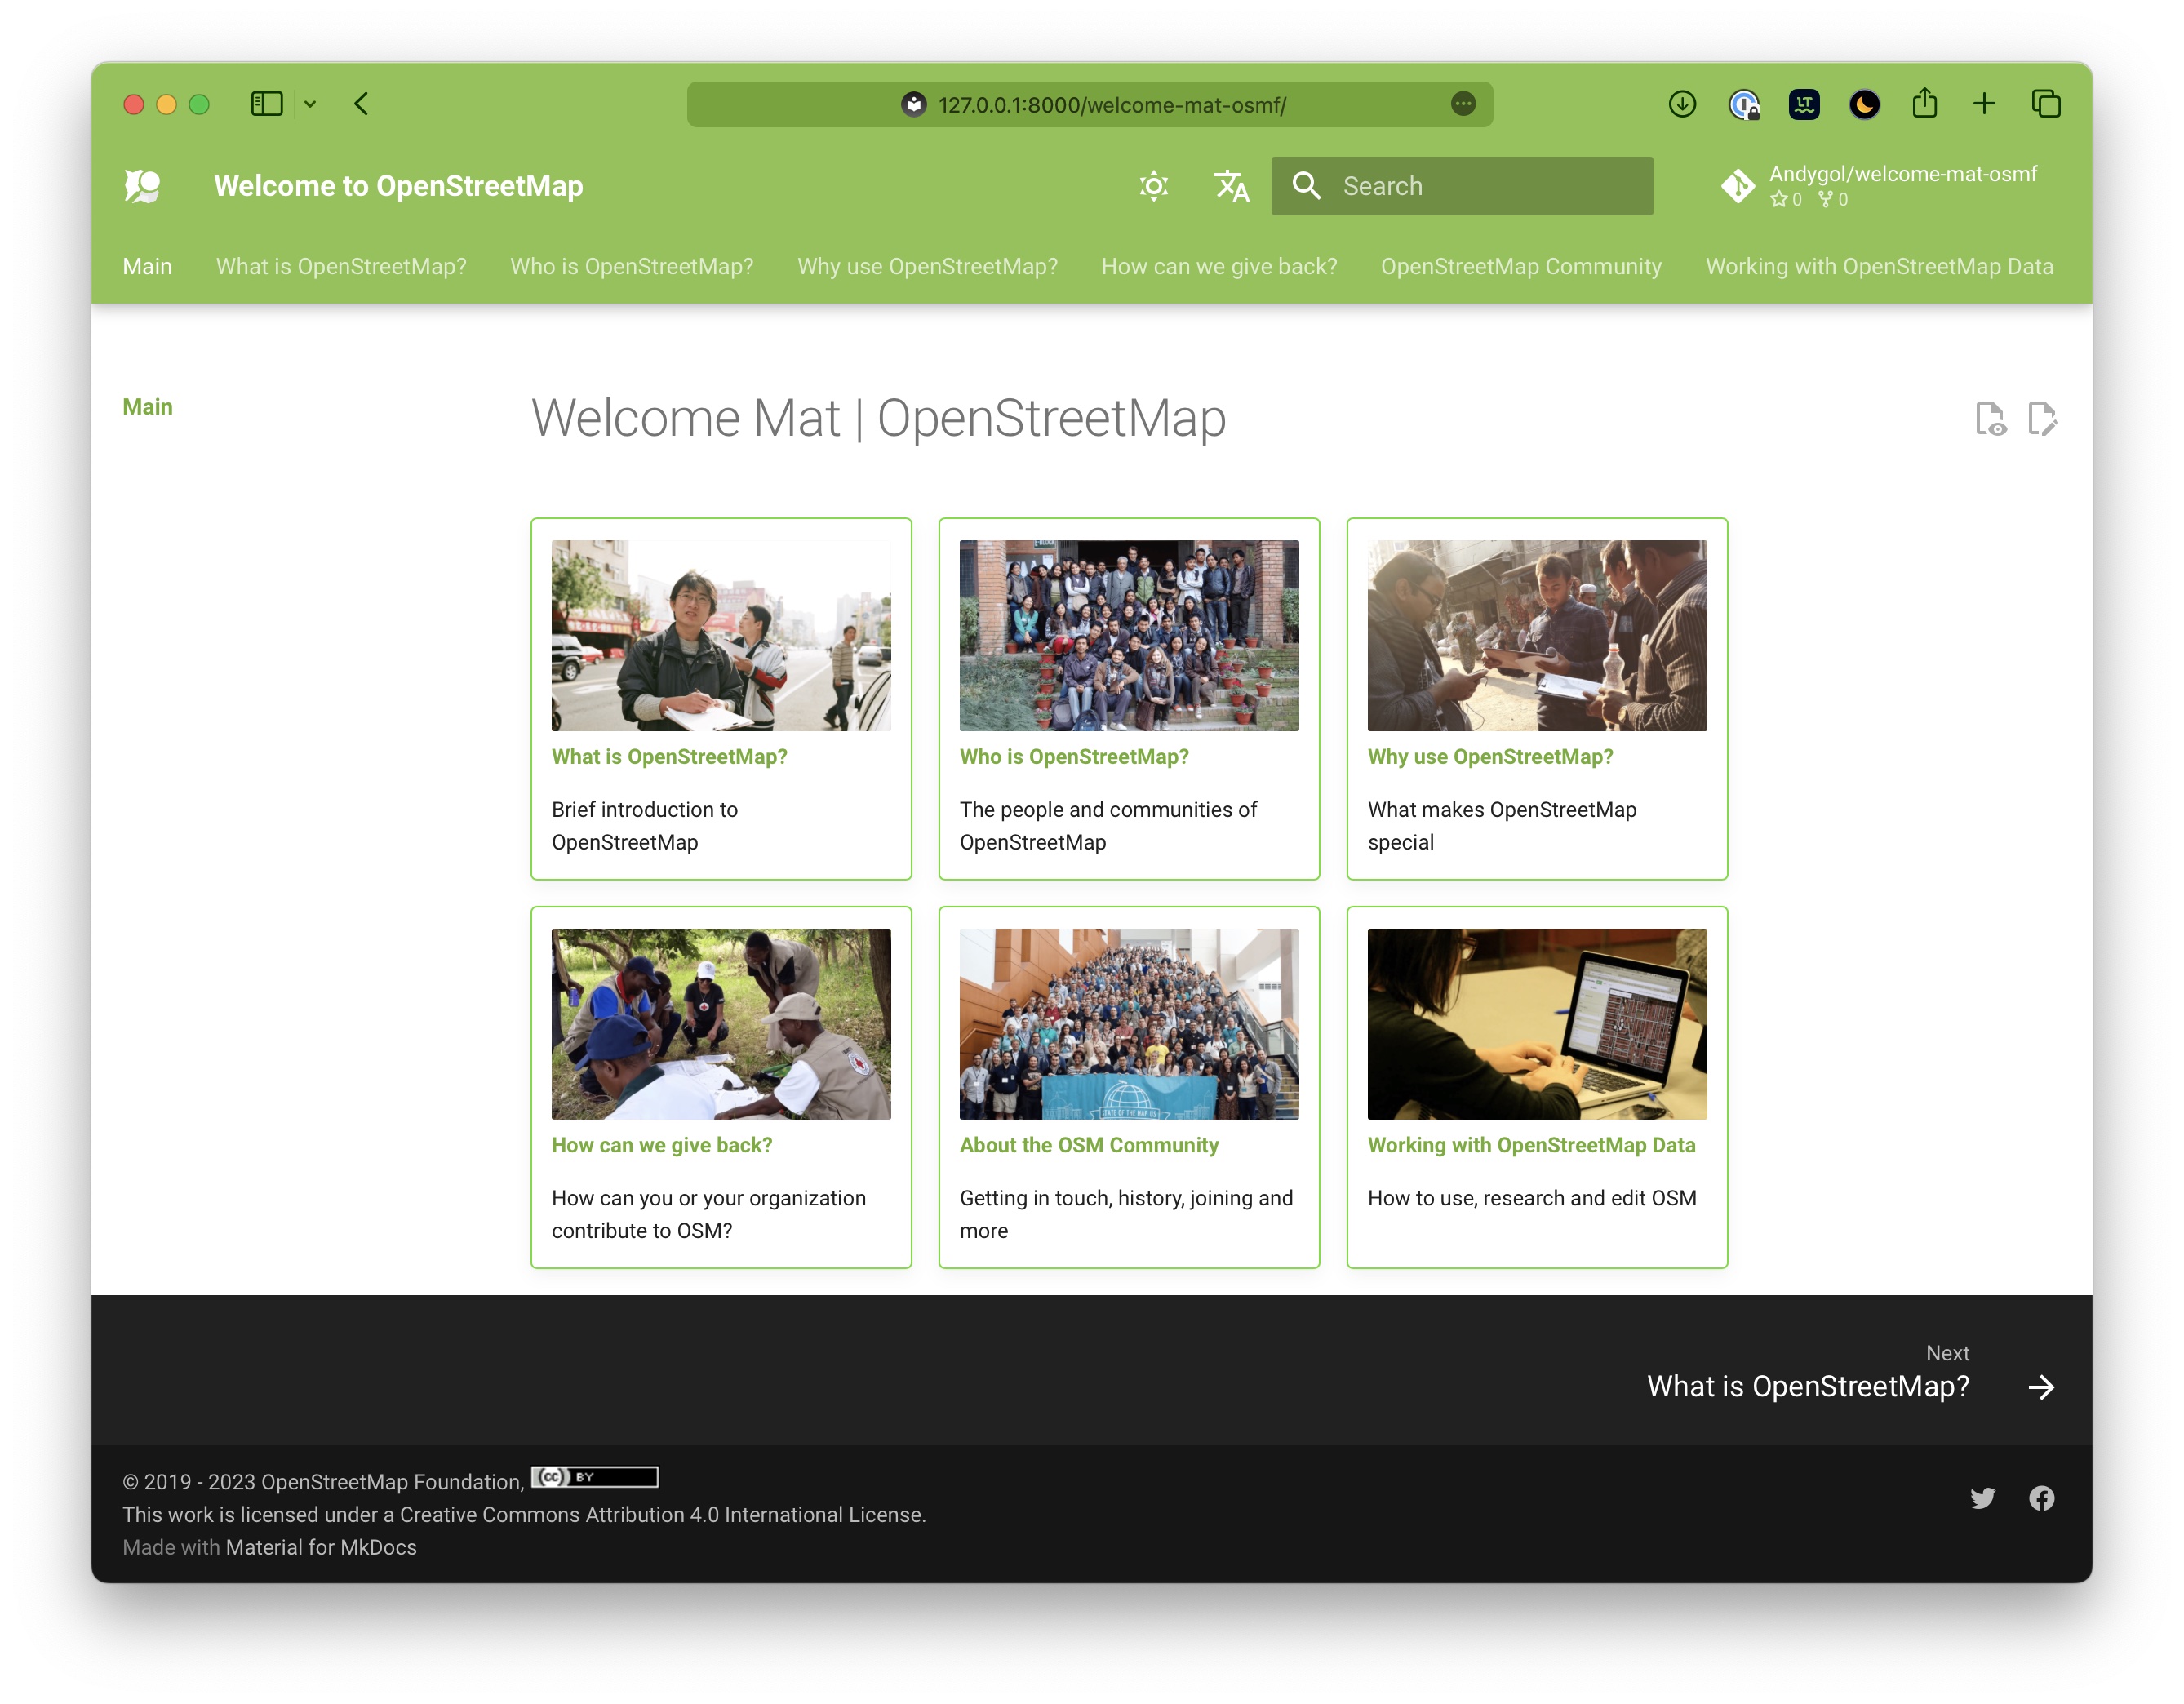 127.0.0.1:8000/welcome-mat-osmf/
Welcome to OpenStreetMap
Search
Andygol/welcome-mat-osmf
0 0
Main What is OpenStreetMap? Who is OpenStreetMap? Why use OpenStreetMap? How can we give back? OpenStreetMap Community Working with OpenStreetMap Data
Main
Welcome Mat | OpenStreetMap
What is OpenStreetMap?
Brief introduction to
OpenStreetMap
Who is OpenStreetMap?
The people and communities of
OpenStreetMap
Why use OpenStreetMap?
What makes OpenStreetMap
special
How can we give back?
How can you or your organization
contribute to OSM?
STATE OF THE MAP US
About the OSM Community
Getting in touch, history, joining and
more
Working with OpenStreetMap Data
How to use, research and edit OSM
Next
What is OpenStreetMap?
© 2019 - 2023 OpenStreetMap Foundation, cc BY
This work is licensed under a Creative Commons Attribution 4.0 International License.
Made with Material for MkDocs